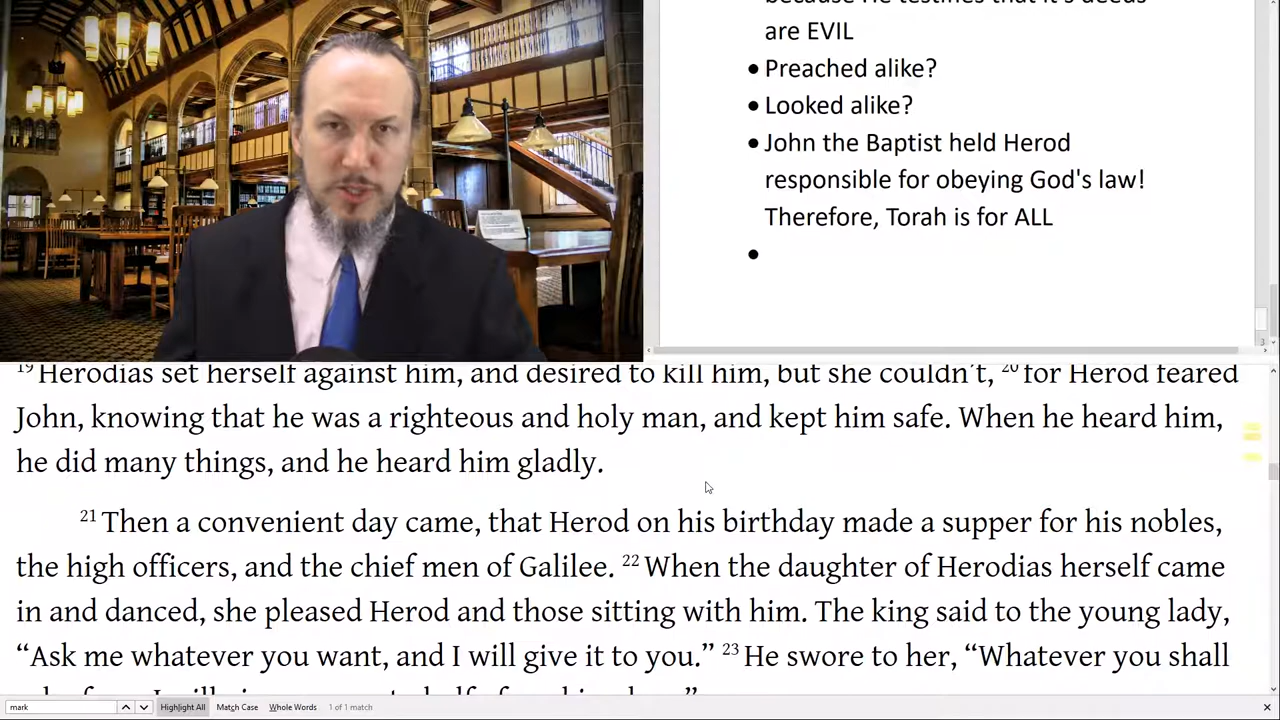 because He testifies that it's deeds
are EVIL
• Preached alike?
• Looked alike?
• John the Baptist held Herod
responsible for obeying God's law!
Therefore, Torah is for ALL
•
19 Herodias set herself against him, and desired to kill him, but she couldn’t, 20 for Herod feared
John, knowing that he was a righteous and holy man, and kept him safe. When he heard him,
he did many things, and he heard him gladly.
21 Then a convenient day came, that Herod on his birthday made a supper for his nobles,
the high officers, and the chief men of Galilee. 22 When the daughter of Herodias herself came
in and danced, she pleased Herod and those sitting with him. The king said to the young lady,
“Ask me whatever you want, and I will give it to you.” 23 He swore to her, “Whatever you shall
mark Highlight All Match Case Whole Words 1 of 1 match